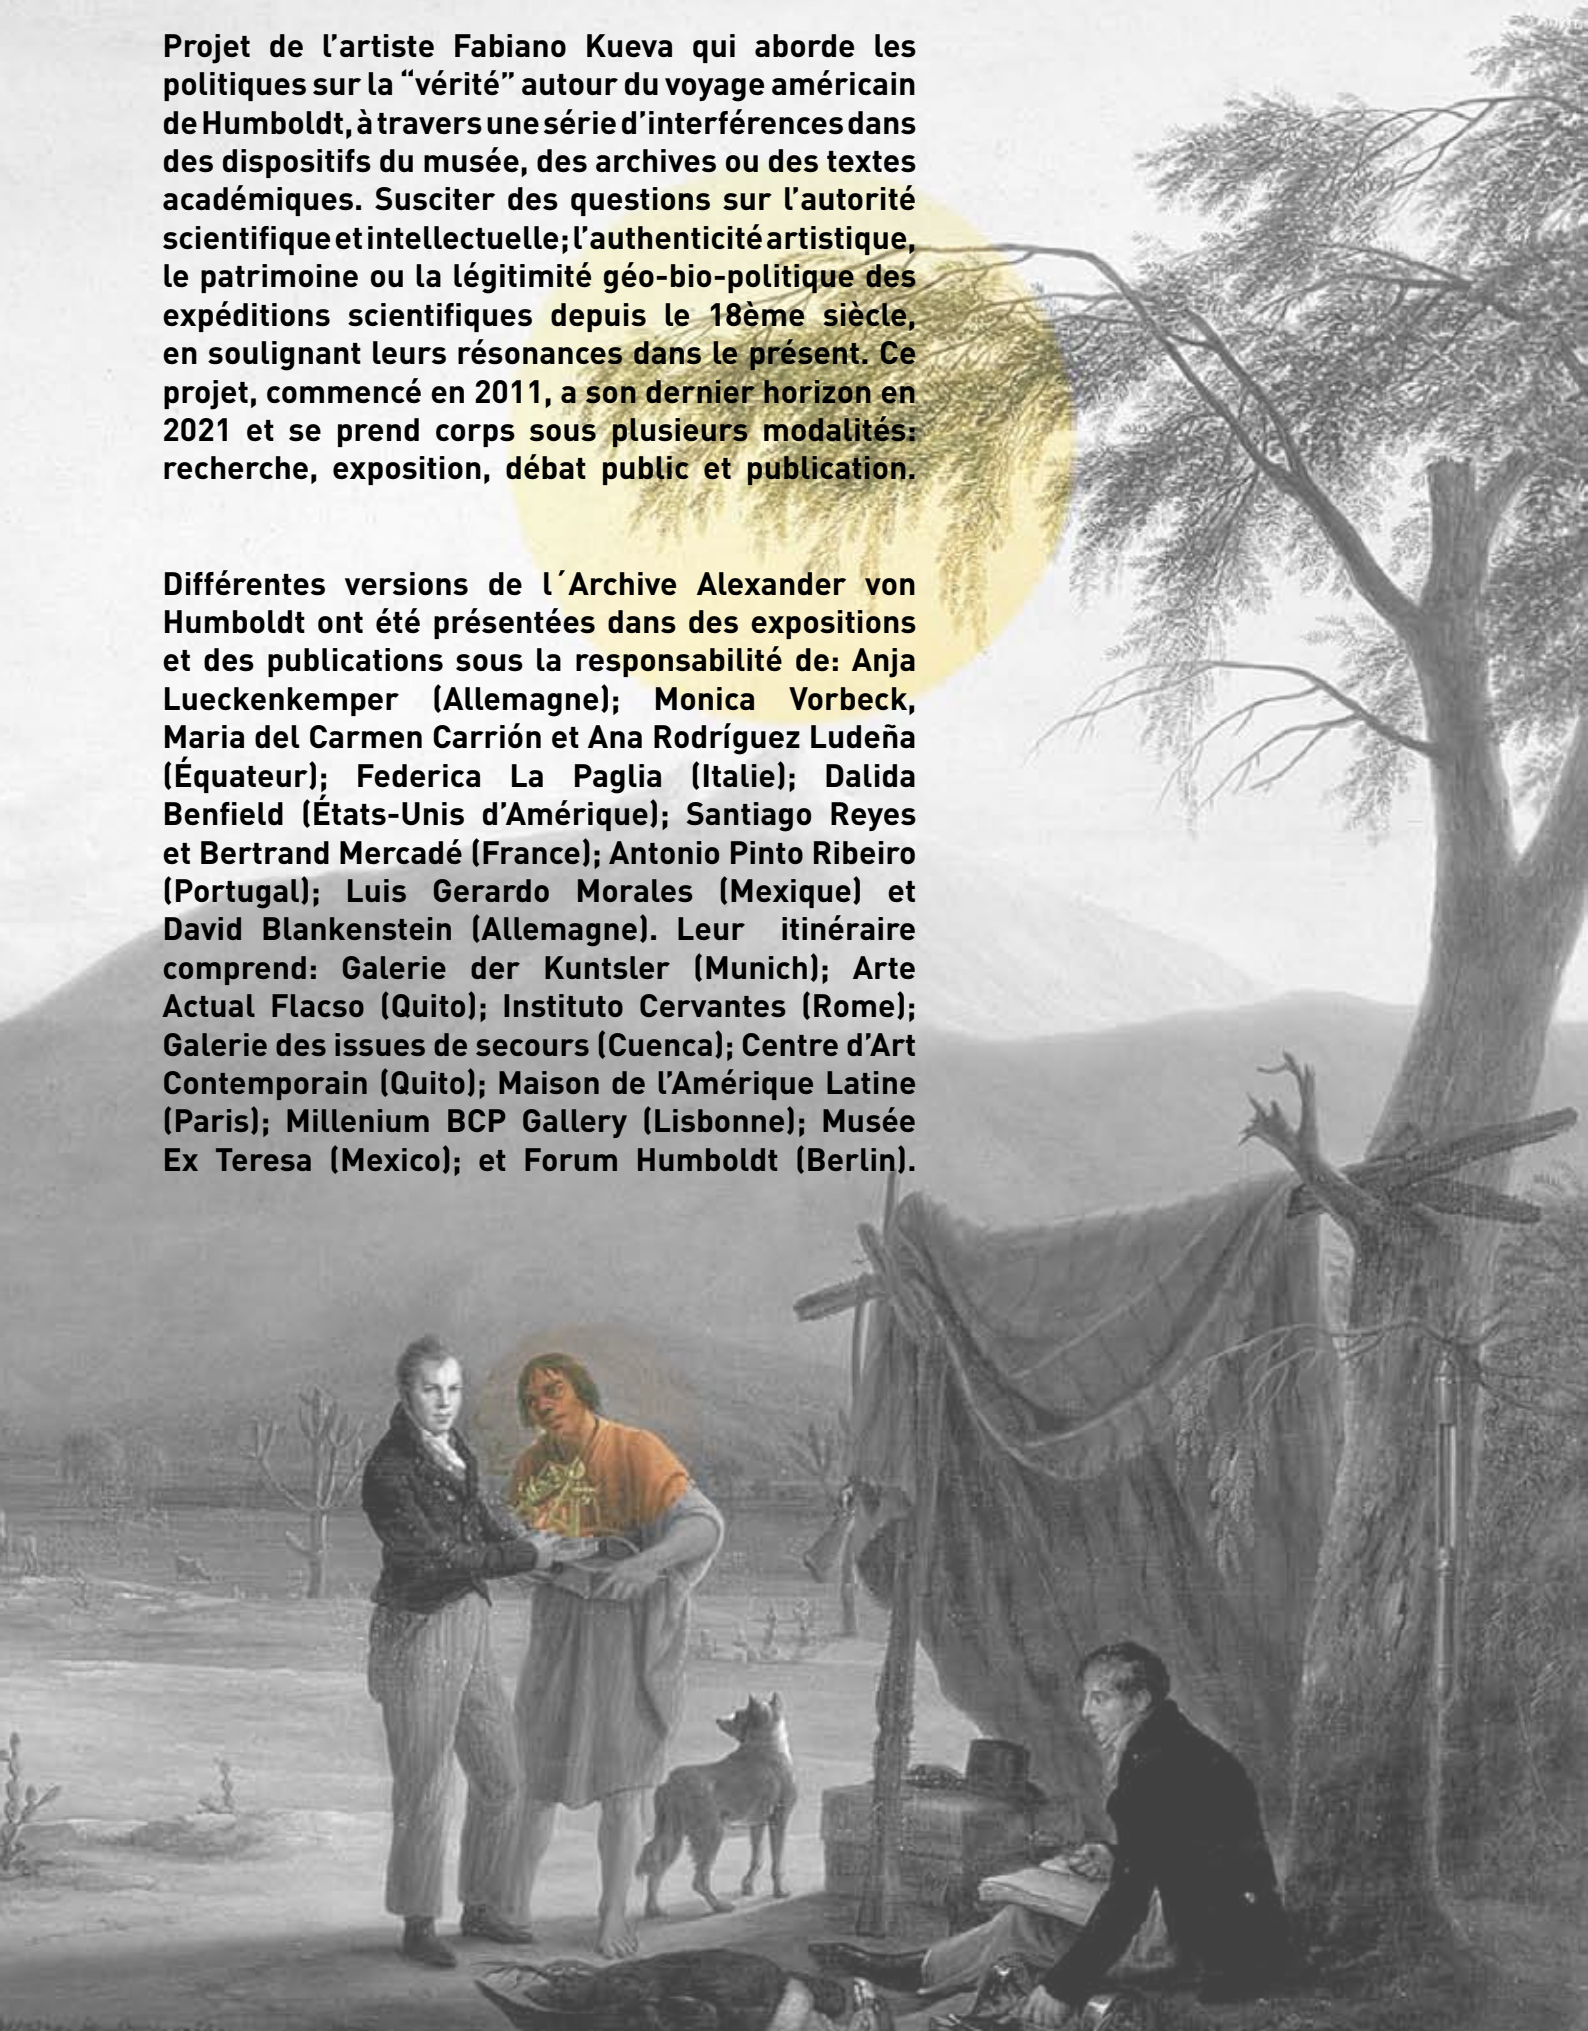 Projet de l’artiste Fabiano Kueva qui aborde les
politiques sur la “vérité” autour du voyage américain
de Humboldt, à travers une série d’interférences dans
des dispositifs du musée, des archives ou des textes
académiques. Susciter des questions sur l’autorité
scientifique et intellectuelle; l’authenticité artistique,
le patrimoine ou la légitimité géo-bio-politique des
expéditions scientifiques depuis le 18ème siècle,
en soulignant leurs résonances dans le présent. Ce
projet, commencé en 2011, a son dernier horizon en
2021 et se prend corps sous plusieurs modalités:
recherche, exposition, débat public et publication.
Différentes versions de l´Archive Alexander von
Humboldt ont été présentées dans des expositions
et des publications sous la responsabilité de: Anja
Lueckenkemper (Allemagne); Monica Vorbeck,
Maria del Carmen Carrión et Ana Rodríguez Ludeña
(Équateur); Federica La Paglia (Italie); Dalida
Benfield (États-Unis d’Amérique); Santiago Reyes
et Bertrand Mercadé (France); Antonio Pinto Ribeiro
(Portugal); Luis Gerardo Morales (Mexique) et
David Blankenstein (Allemagne). Leur itinéraire
comprend: Galerie der Kuntsler (Munich); Arte
Actual Flacso (Quito); Instituto Cervantes (Rome);
Galerie des issues de secours (Cuenca); Centre d’Art
Contemporain (Quito); Maison de l’Amérique Latine
(Paris); Millenium BCP Gallery (Lisbonne); Musée
Ex Teresa (Mexico); et Forum Humboldt (Berlin).